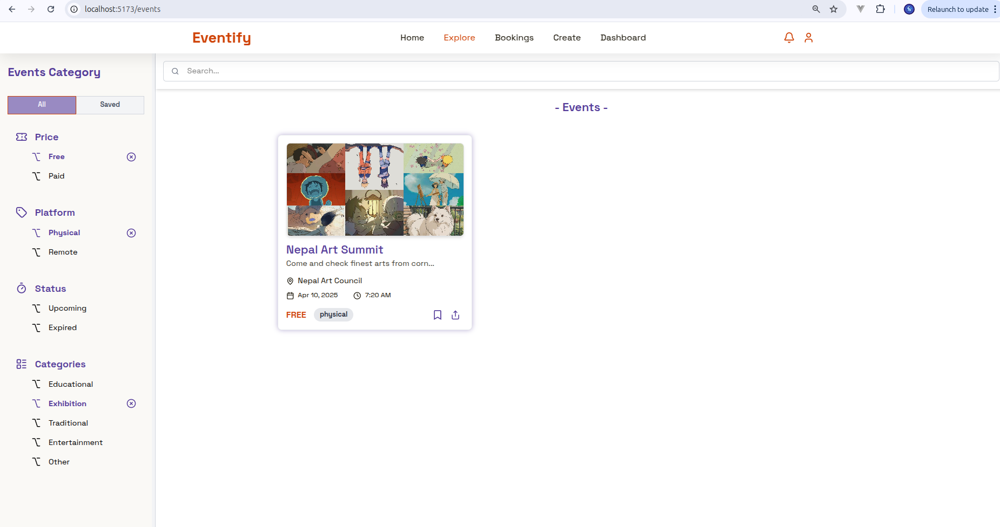 localhost:5173/events
Relaunch to update
Eventify
Home Explore Bookings Create Dashboard
Events Category
Search...
All Saved
- Events -
Price
Free
Paid
Platform
Physical
Remote
Status
Upcoming
Expired
Categories
Educational
Exhibition
Traditional
Entertainment
Other
Nepal Art Summit
Come and check finest arts from corn...
Nepal Art Council
Apr 10, 2025 7:20 AM
FREE physical